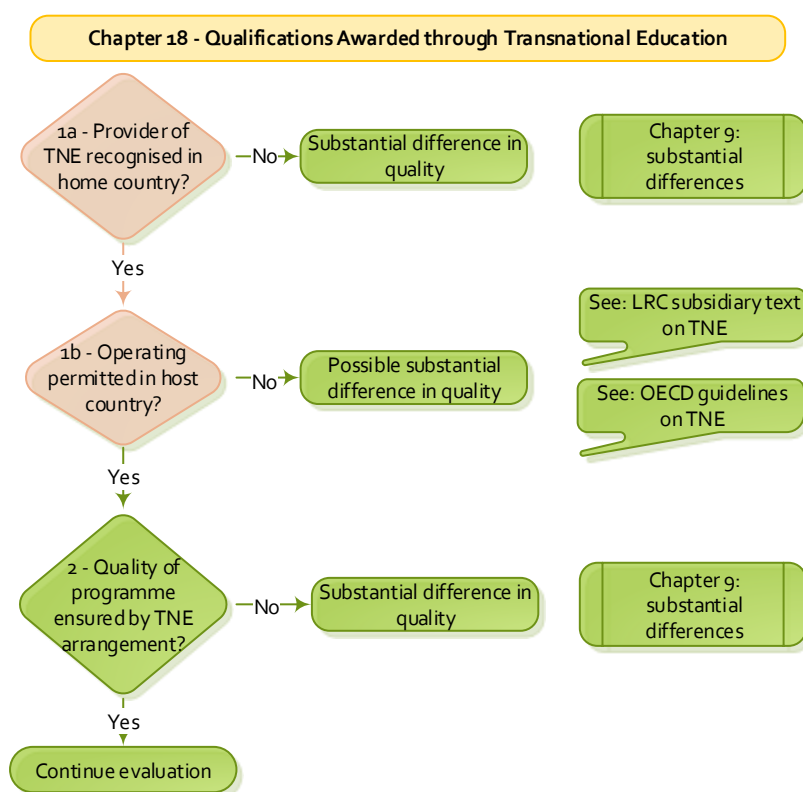 Chapter 18 - Qualifications Awarded through Transnational Education
1a - Provider of
TNE recognised in
home country?
No
Substantial difference in
quality
Chapter 9:
substantial
differences
Yes
See: LRC subsidiary text
on TNE
1b - Operating
permitted in host
country?
No
Possible substantial
difference in quality
See: OECD guidelines
on TNE
Yes
2 - Quality of
programme
ensured by TNE
arrangement?
No
Substantial difference in
quality
Chapter 9:
substantial
differences
Yes
Continue evaluation